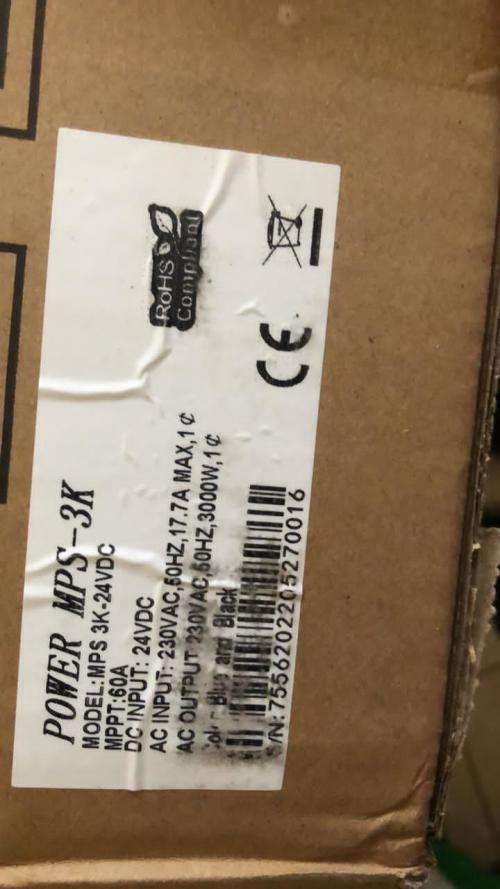 POWER MPS-3K
MODEL:MPS 3K-24VDC
MPPT:60A
DC INPUT: 24VDC
AC INPUT: 230VAC,50HZ,17.7A MAX,1¢
AC OUTPUT:230VAC,50HZ,3000W,1¢
Blue and Black
S/N:7556202205270016
RoHS
Compliant
CE